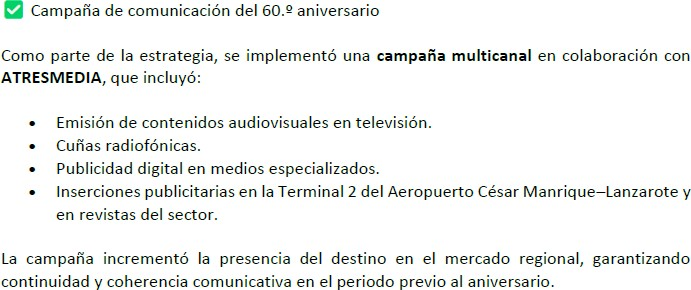 ✅ Campaña de comunicación del 60.º aniversario
Como parte de la estrategia, se implementó una campaña multicanal en colaboración con
ATRESMEDIA, que incluyó:
• Emisión de contenidos audiovisuales en televisión.
• Cuñas radiofónicas.
• Publicidad digital en medios especializados.
• Inserciones publicitarias en la Terminal 2 del Aeropuerto César Manrique–Lanzarote y
en revistas del sector.
La campaña incrementó la presencia del destino en el mercado regional, garantizando
continuidad y coherencia comunicativa en el periodo previo al aniversario.